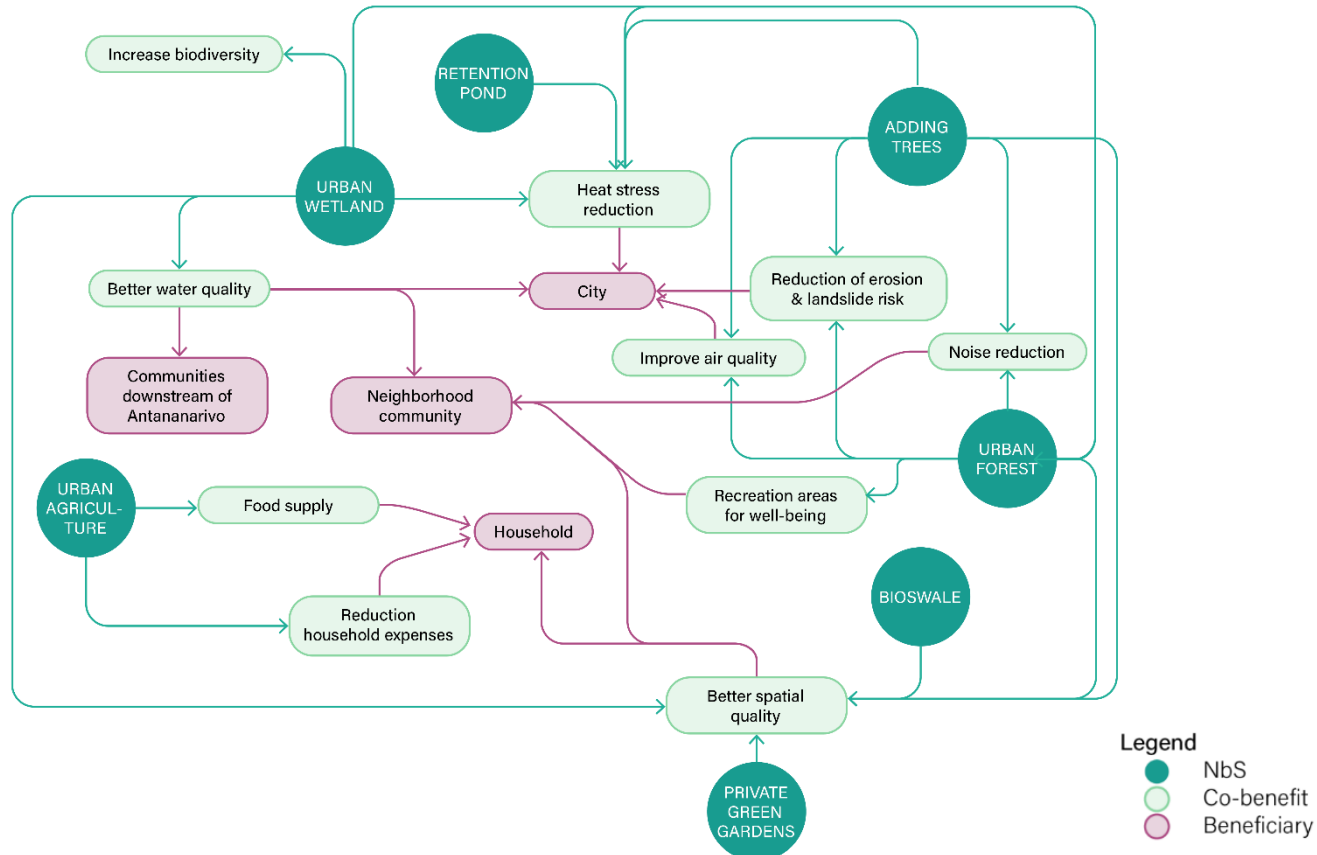 Increase biodiversity
RETENTION
POND
ADDING
TREES
URBAN
WETLAND
Heat stress
reduction
Better water quality
City
Reduction of erosion
& landslide risk
Improve air quality
Noise reduction
Communities
downstream of
Antananarivo
Neighborhood
community
URBAN
FOREST
URBAN
AGRICUL-
TURE
Food supply
Household
Recreation areas
for well-being
BIOSWALE
Reduction
household expenses
Better spatial
quality
PRIVATE
GREEN
GARDENS
Legend
NbS
Co-benefit
Beneficiary